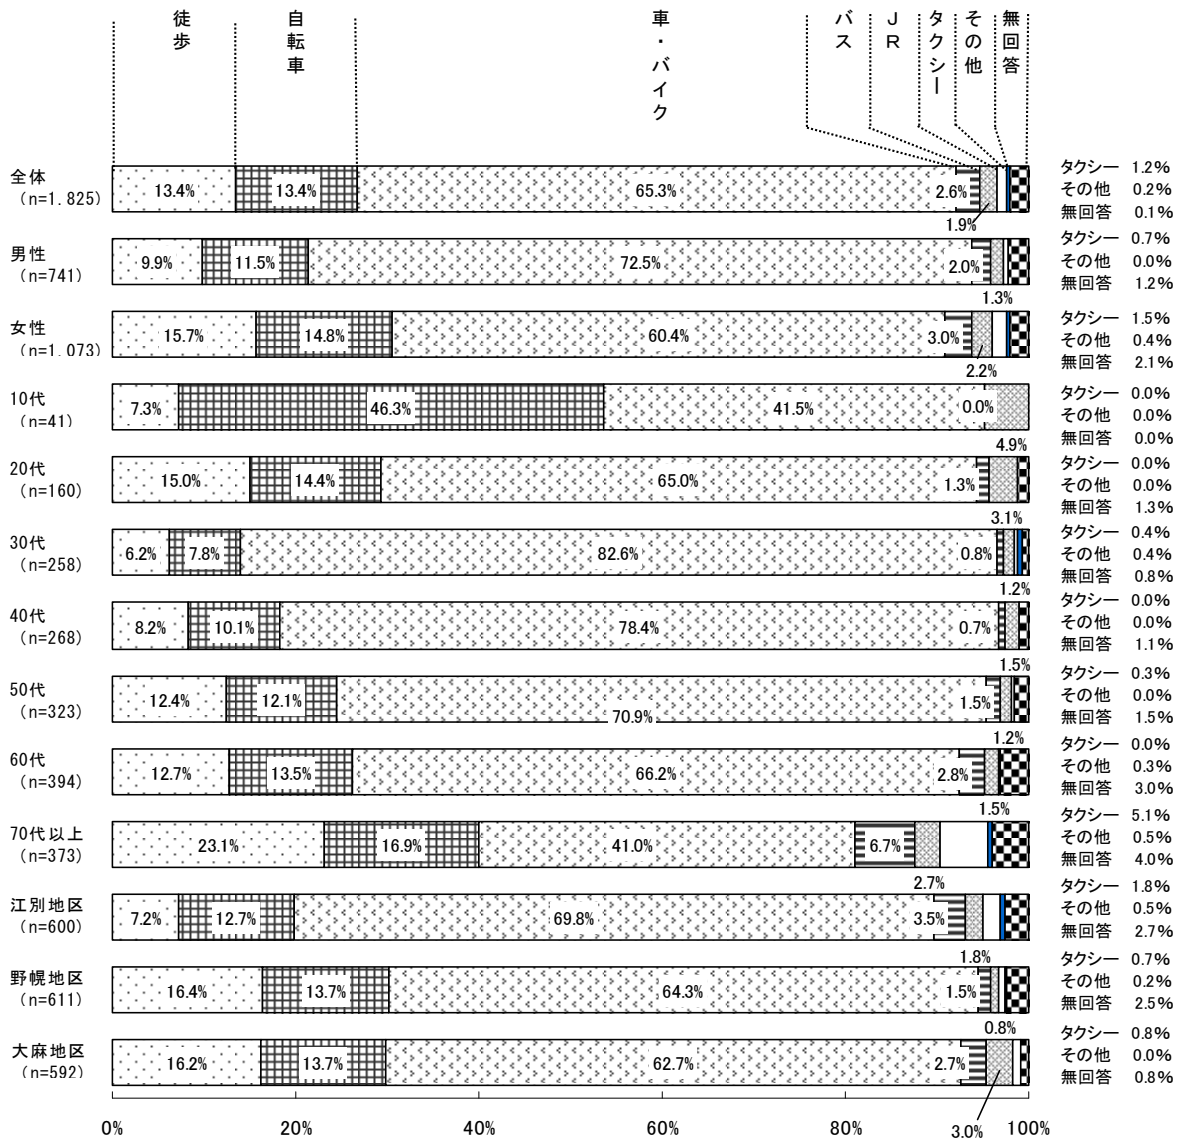 徒歩
自転車
車・バイク
バス
JR
タクシー
その他
無回答
全体
(n=1.825)
13.4%
13.4%
65.3%
2.6%
1.9%
タクシー 1.2%
その他 0.2%
無回答 0.1%
男性
(n=741)
9.9%
11.5%
72.5%
2.0%
1.3%
タクシー 0.7%
その他 0.0%
無回答 1.2%
女性
(n=1.073)
15.7%
14.8%
60.4%
3.0%
2.2%
タクシー 1.5%
その他 0.4%
無回答 2.1%
10代
(n=41)
7.3%
46.3%
41.5%
0.0%
4.9%
タクシー 0.0%
その他 0.0%
無回答 0.0%
20代
(n=160)
15.0%
14.4%
65.0%
1.3%
3.1%
タクシー 0.0%
その他 0.0%
無回答 1.3%
30代
(n=258)
6.2%
7.8%
82.6%
0.8%
1.2%
タクシー 0.4%
その他 0.4%
無回答 0.8%
40代
(n=268)
8.2%
10.1%
78.4%
0.7%
1.5%
タクシー 0.0%
その他 0.0%
無回答 1.1%
50代
(n=323)
12.4%
12.1%
70.9%
1.5%
1.2%
タクシー 0.3%
その他 0.0%
無回答 1.5%
60代
(n=394)
12.7%
13.5%
66.2%
2.8%
1.5%
タクシー 0.0%
その他 0.3%
無回答 3.0%
70代以上
(n=373)
23.1%
16.9%
41.0%
6.7%
2.7%
タクシー 5.1%
その他 0.5%
無回答 4.0%
江別地区
(n=600)
7.2%
12.7%
69.8%
3.5%
1.8%
タクシー 1.8%
その他 0.5%
無回答 2.7%
野幌地区
(n=611)
16.4%
13.7%
64.3%
1.5%
0.8%
タクシー 0.7%
その他 0.2%
無回答 2.5%
大麻地区
(n=592)
16.2%
13.7%
62.7%
2.7%
3.0%
タクシー 0.8%
その他 0.0%
無回答 0.8%
0%
20%
40%
60%
80%
100%